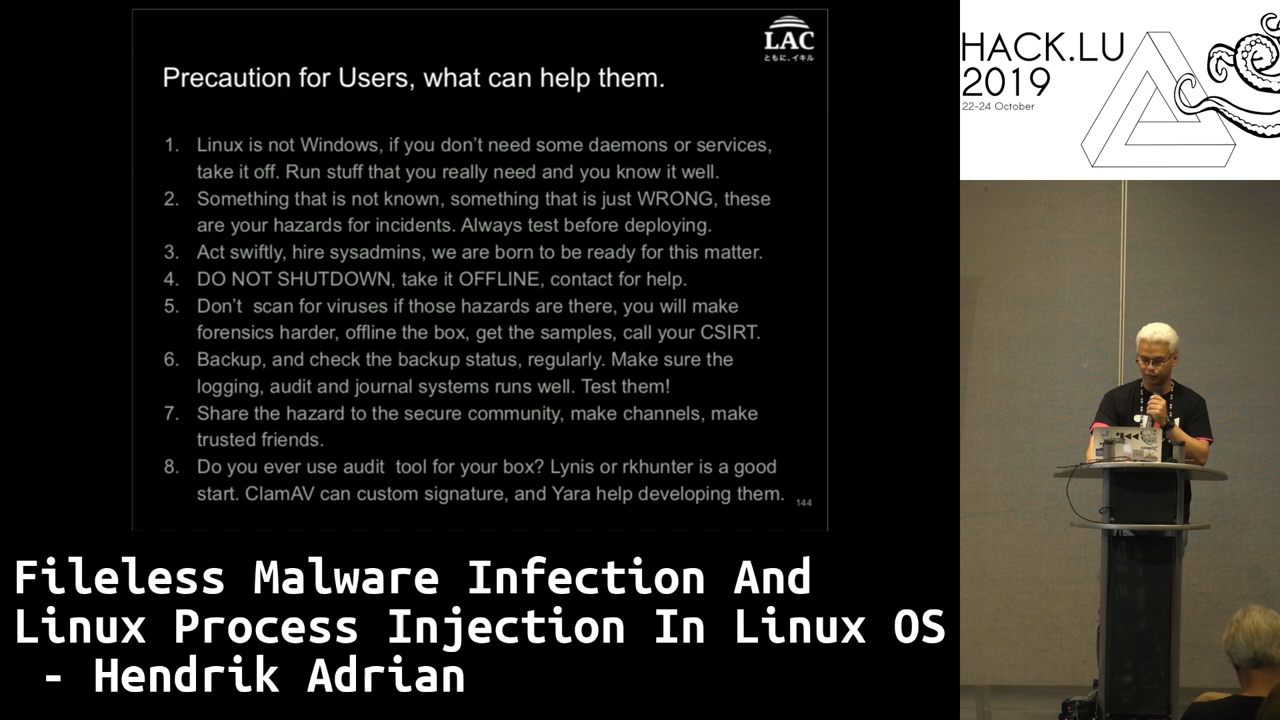 LAC
ともに、イキル
Precaution for Users, what can help them.
1. Linux is not Windows, if you don't need some daemons or services,
take it off. Run stuff that you really need and you know it well.
2. Something that is not known, something that is just WRONG, these
are your hazards for incidents. Always test before deploying.
3. Act swiftly, hire sysadmins, we are born to be ready for this matter.
4. DO NOT SHUTDOWN, take it OFFLINE, contact for help.
5. Don't scan for viruses if those hazards are there, you will make
forensics harder, offline the box, get the samples, call your CSIRT.
6. Backup, and check the backup status, regularly. Make sure the
logging, audit and journal systems runs well. Test them!
7. Share the hazard to the secure community, make channels, make
trusted friends.
8. Do you ever use audit tool for your box? Lynis or rkhunter is a good
start. ClamAV can custom signature, and Yara help developing them.
144
HACK.LU
2019
22-24 October
Fileless Malware Infection And
Linux Process Injection In Linux OS
- Hendrik Adrian